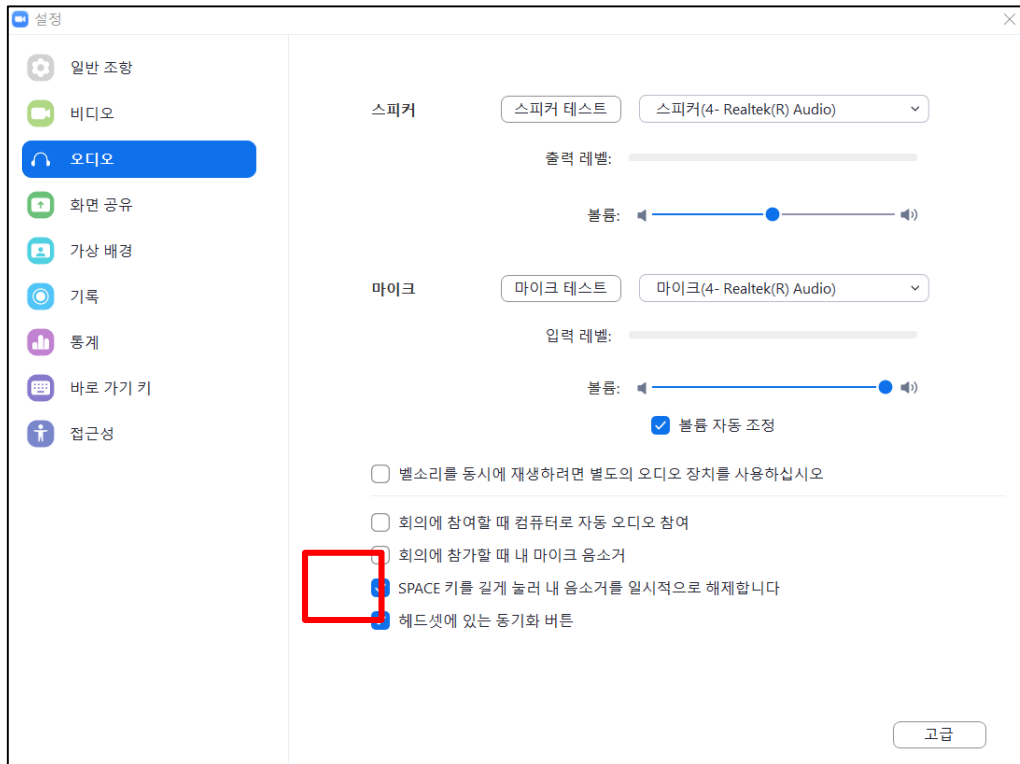 설정
일반 조항
비디오
오디오
화면 공유
가상 배경
기록
통계
바로 가기 키
접근성
스피커
스피커 테스트
스피커(4- Realtek(R) Audio)
출력 레벨:
볼륨:
마이크
마이크 테스트
마이크(4- Realtek(R) Audio)
입력 레벨:
볼륨:
볼륨 자동 조정
벨소리를 동시에 재생하려면 별도의 오디오 장치를 사용하십시오
회의에 참여할 때 컴퓨터로 자동 오디오 참여
회의에 참가할 때 내 마이크 음소거
SPACE 키를 길게 눌러 내 음소거를 일시적으로 해제합니다
헤드셋에 있는 동기화 버튼
고급